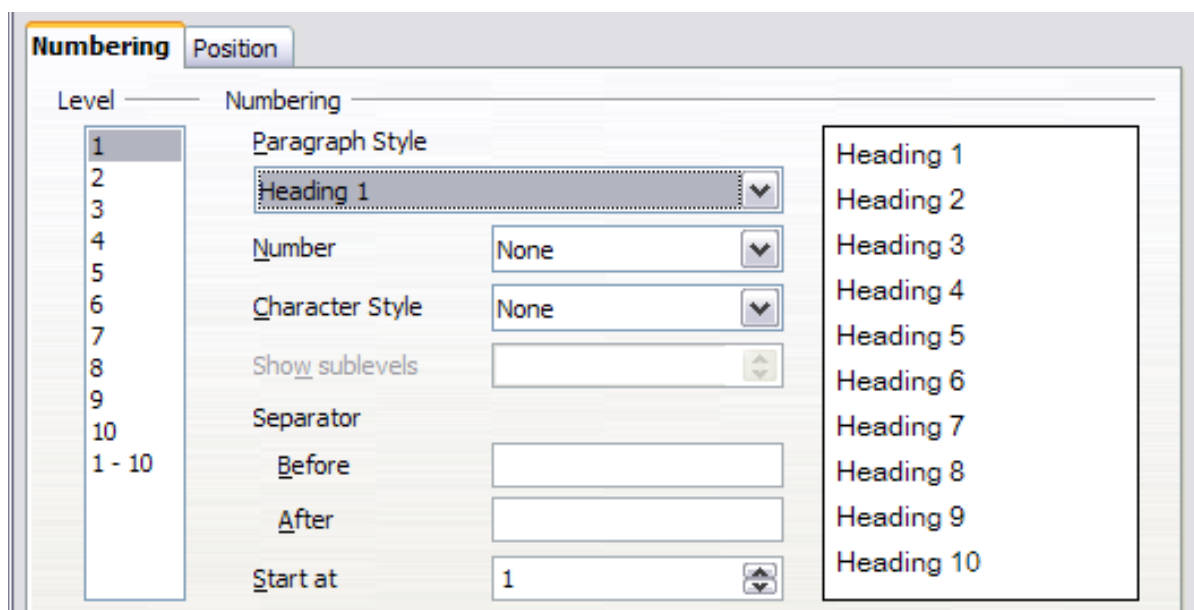 Numbering Position
Level Numbering
1
2
3
4
5
6
7
8
9
10
1 - 10
Paragraph Style
Heading 1
Number None
Character Style None
Show sublevels
Separator
Before
After
Start at 1
Heading 1
Heading 2
Heading 3
Heading 4
Heading 5
Heading 6
Heading 7
Heading 8
Heading 9
Heading 10